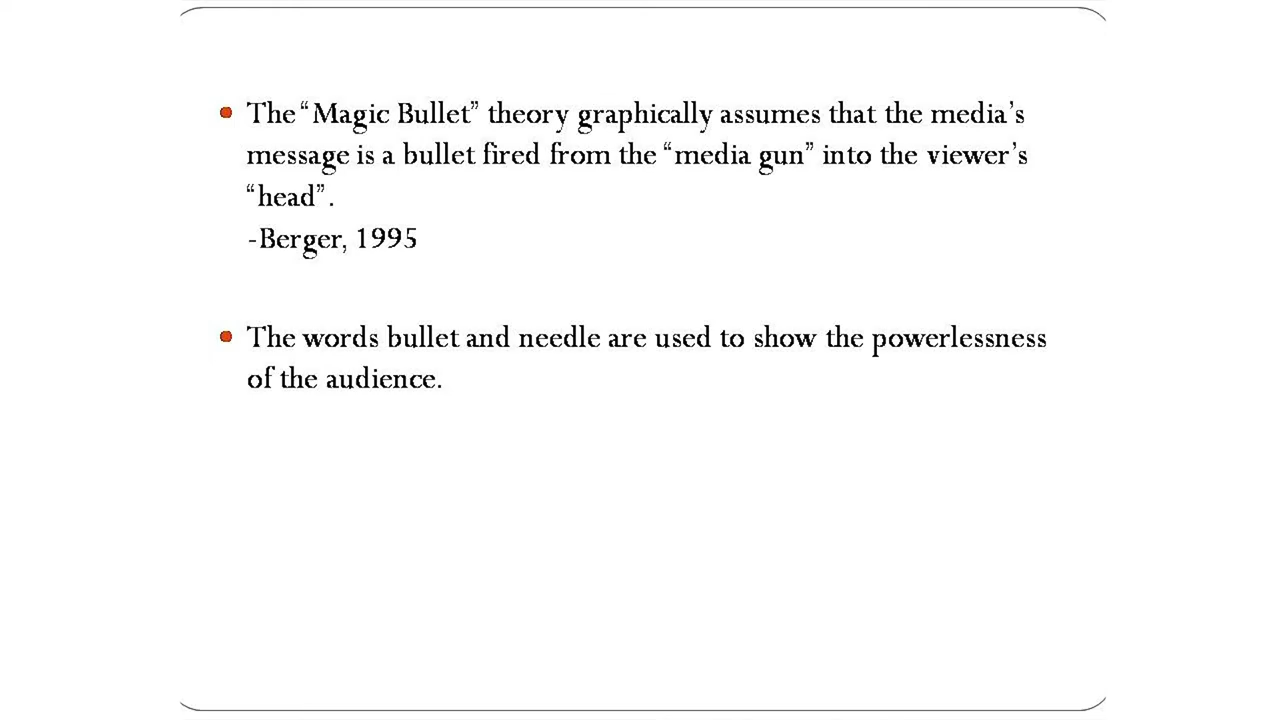 • The “Magic Bullet” theory graphically assumes that the media’s
message is a bullet fired from the “media gun” into the viewer’s
“head”.
-Berger, 1995
• The words bullet and needle are used to show the powerlessness
of the audience.